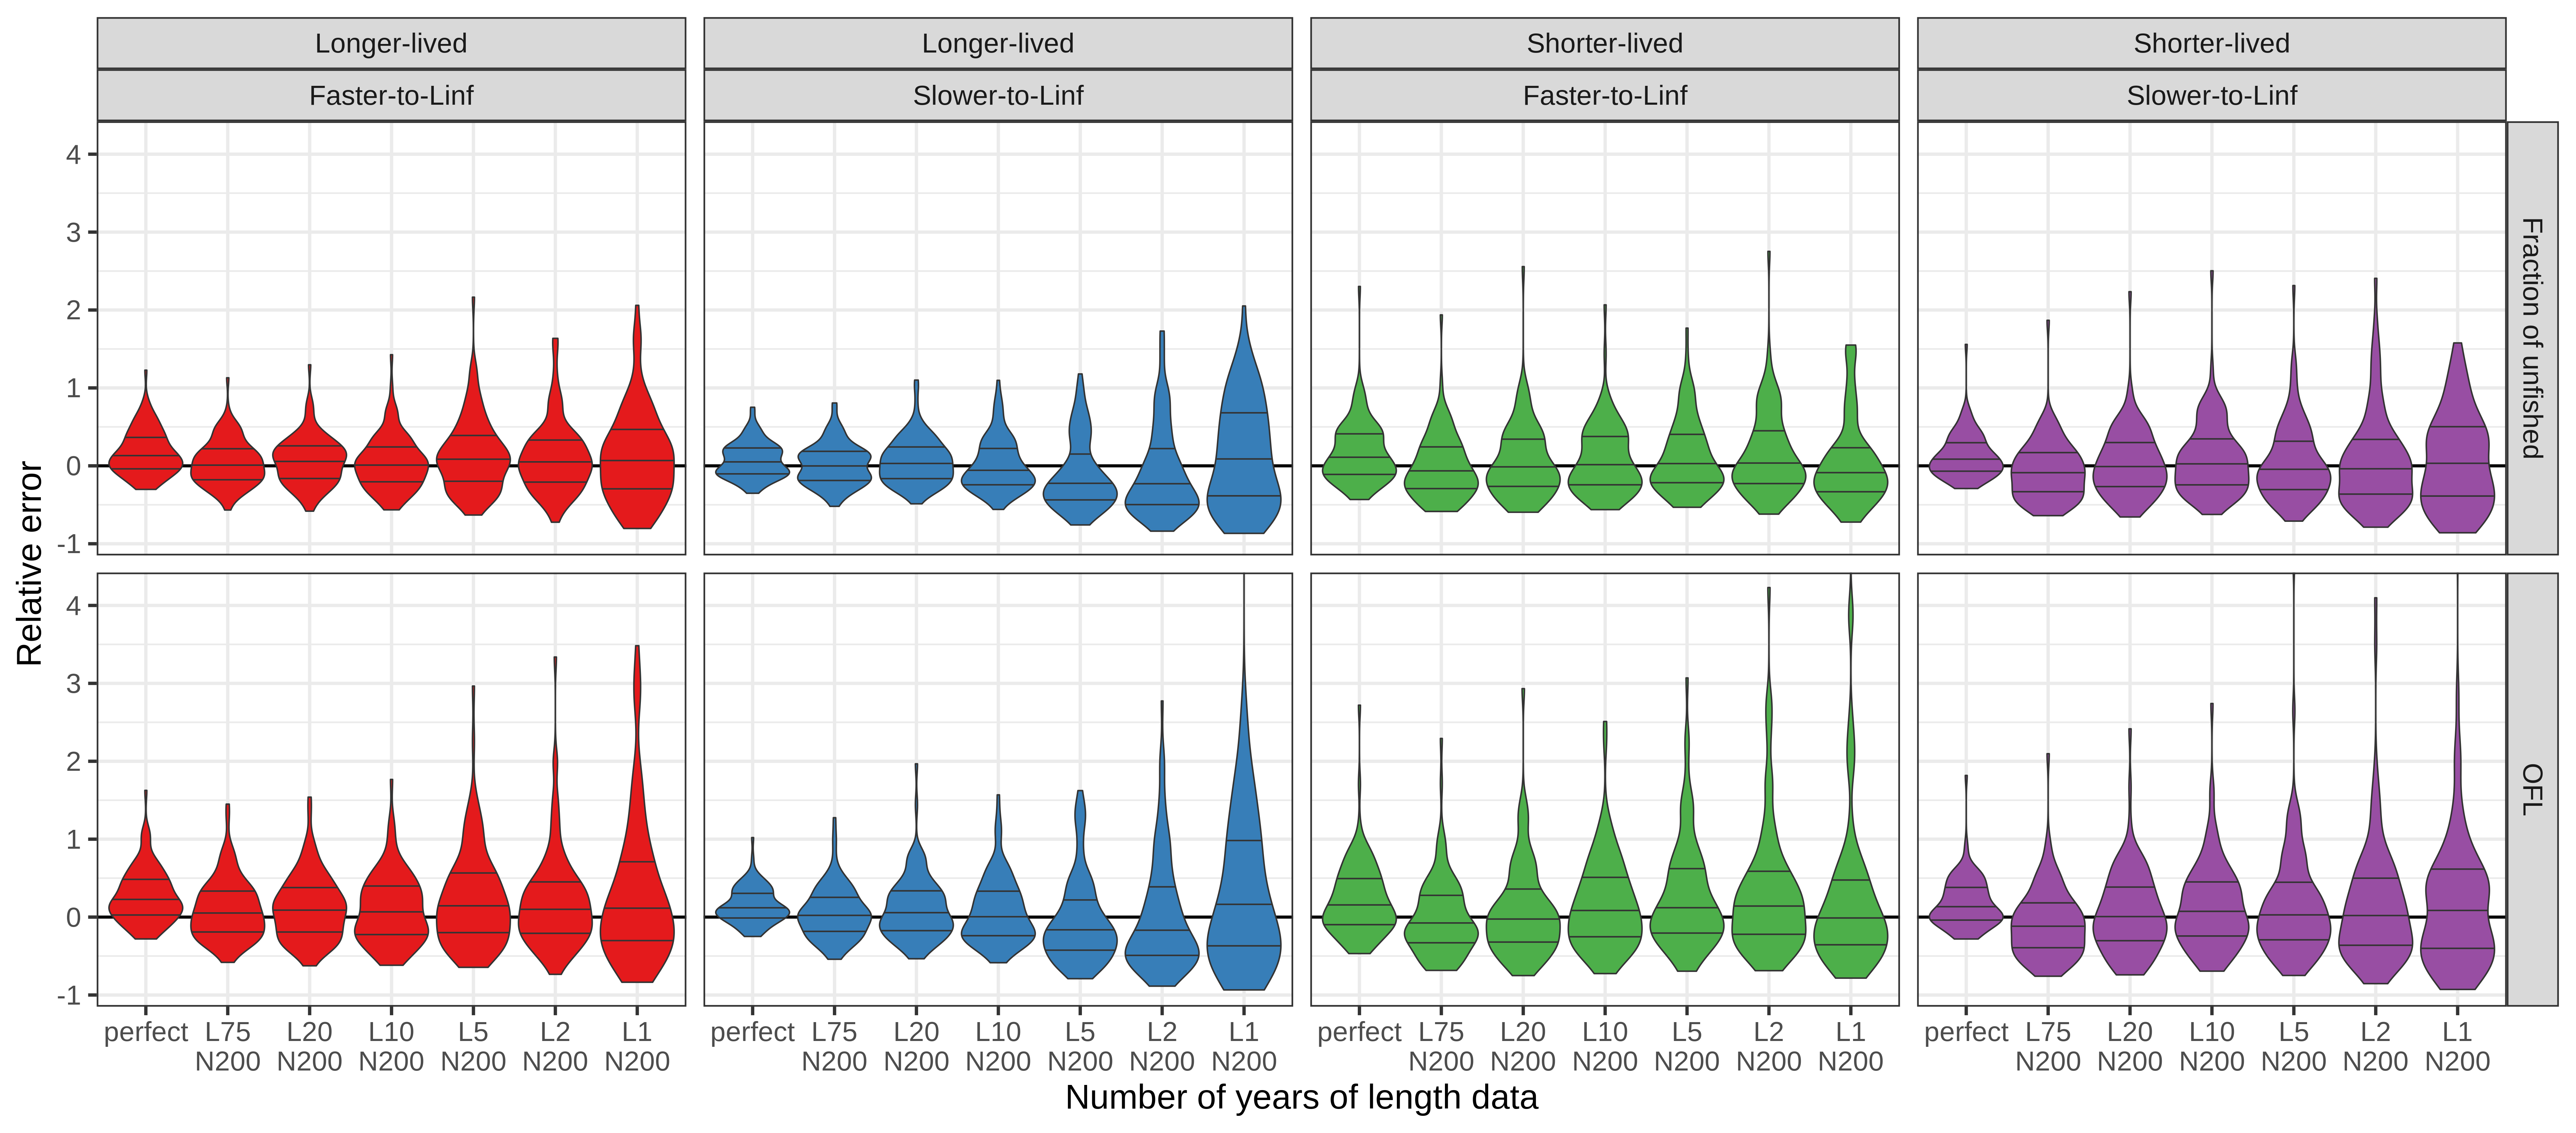 Longer-lived
Longer-lived
Shorter-lived
Shorter-lived
Faster-to-Linf
Slower-to-Linf
Faster-to-Linf
Slower-to-Linf
Relative error
4
3
2
1
0
-1
Fraction of unfished
4
3
2
1
0
-1
OFL
perfect L75 L20 L10 L5 L2 L1
N200 N200 N200 N200 N200 N200
perfect L75 L20 L10 L5 L2 L1
N200 N200 N200 N200 N200 N200
perfect L75 L20 L10 L5 L2 L1
N200 N200 N200 N200 N200 N200
perfect L75 L20 L10 L5 L2 L1
N200 N200 N200 N200 N200 N200
Number of years of length data